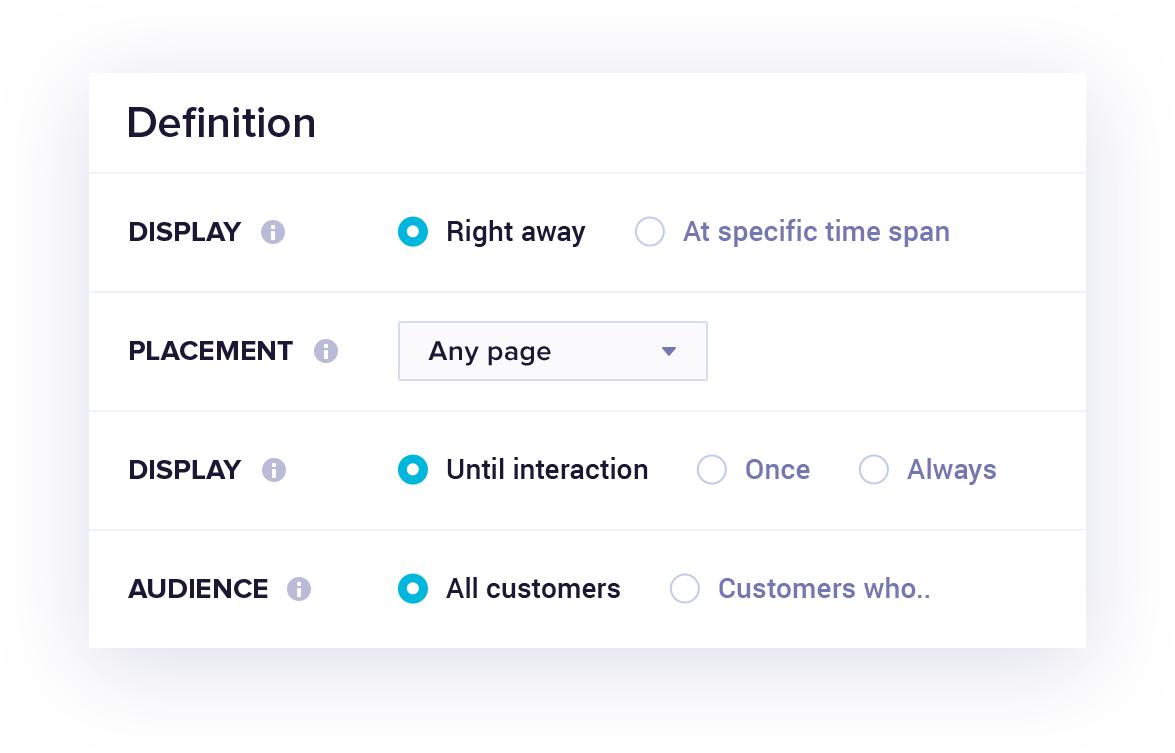 Definition
DISPLAY Right away At specific time span
PLACEMENT Any page
DISPLAY Until interaction Once Always
AUDIENCE All customers Customers who..